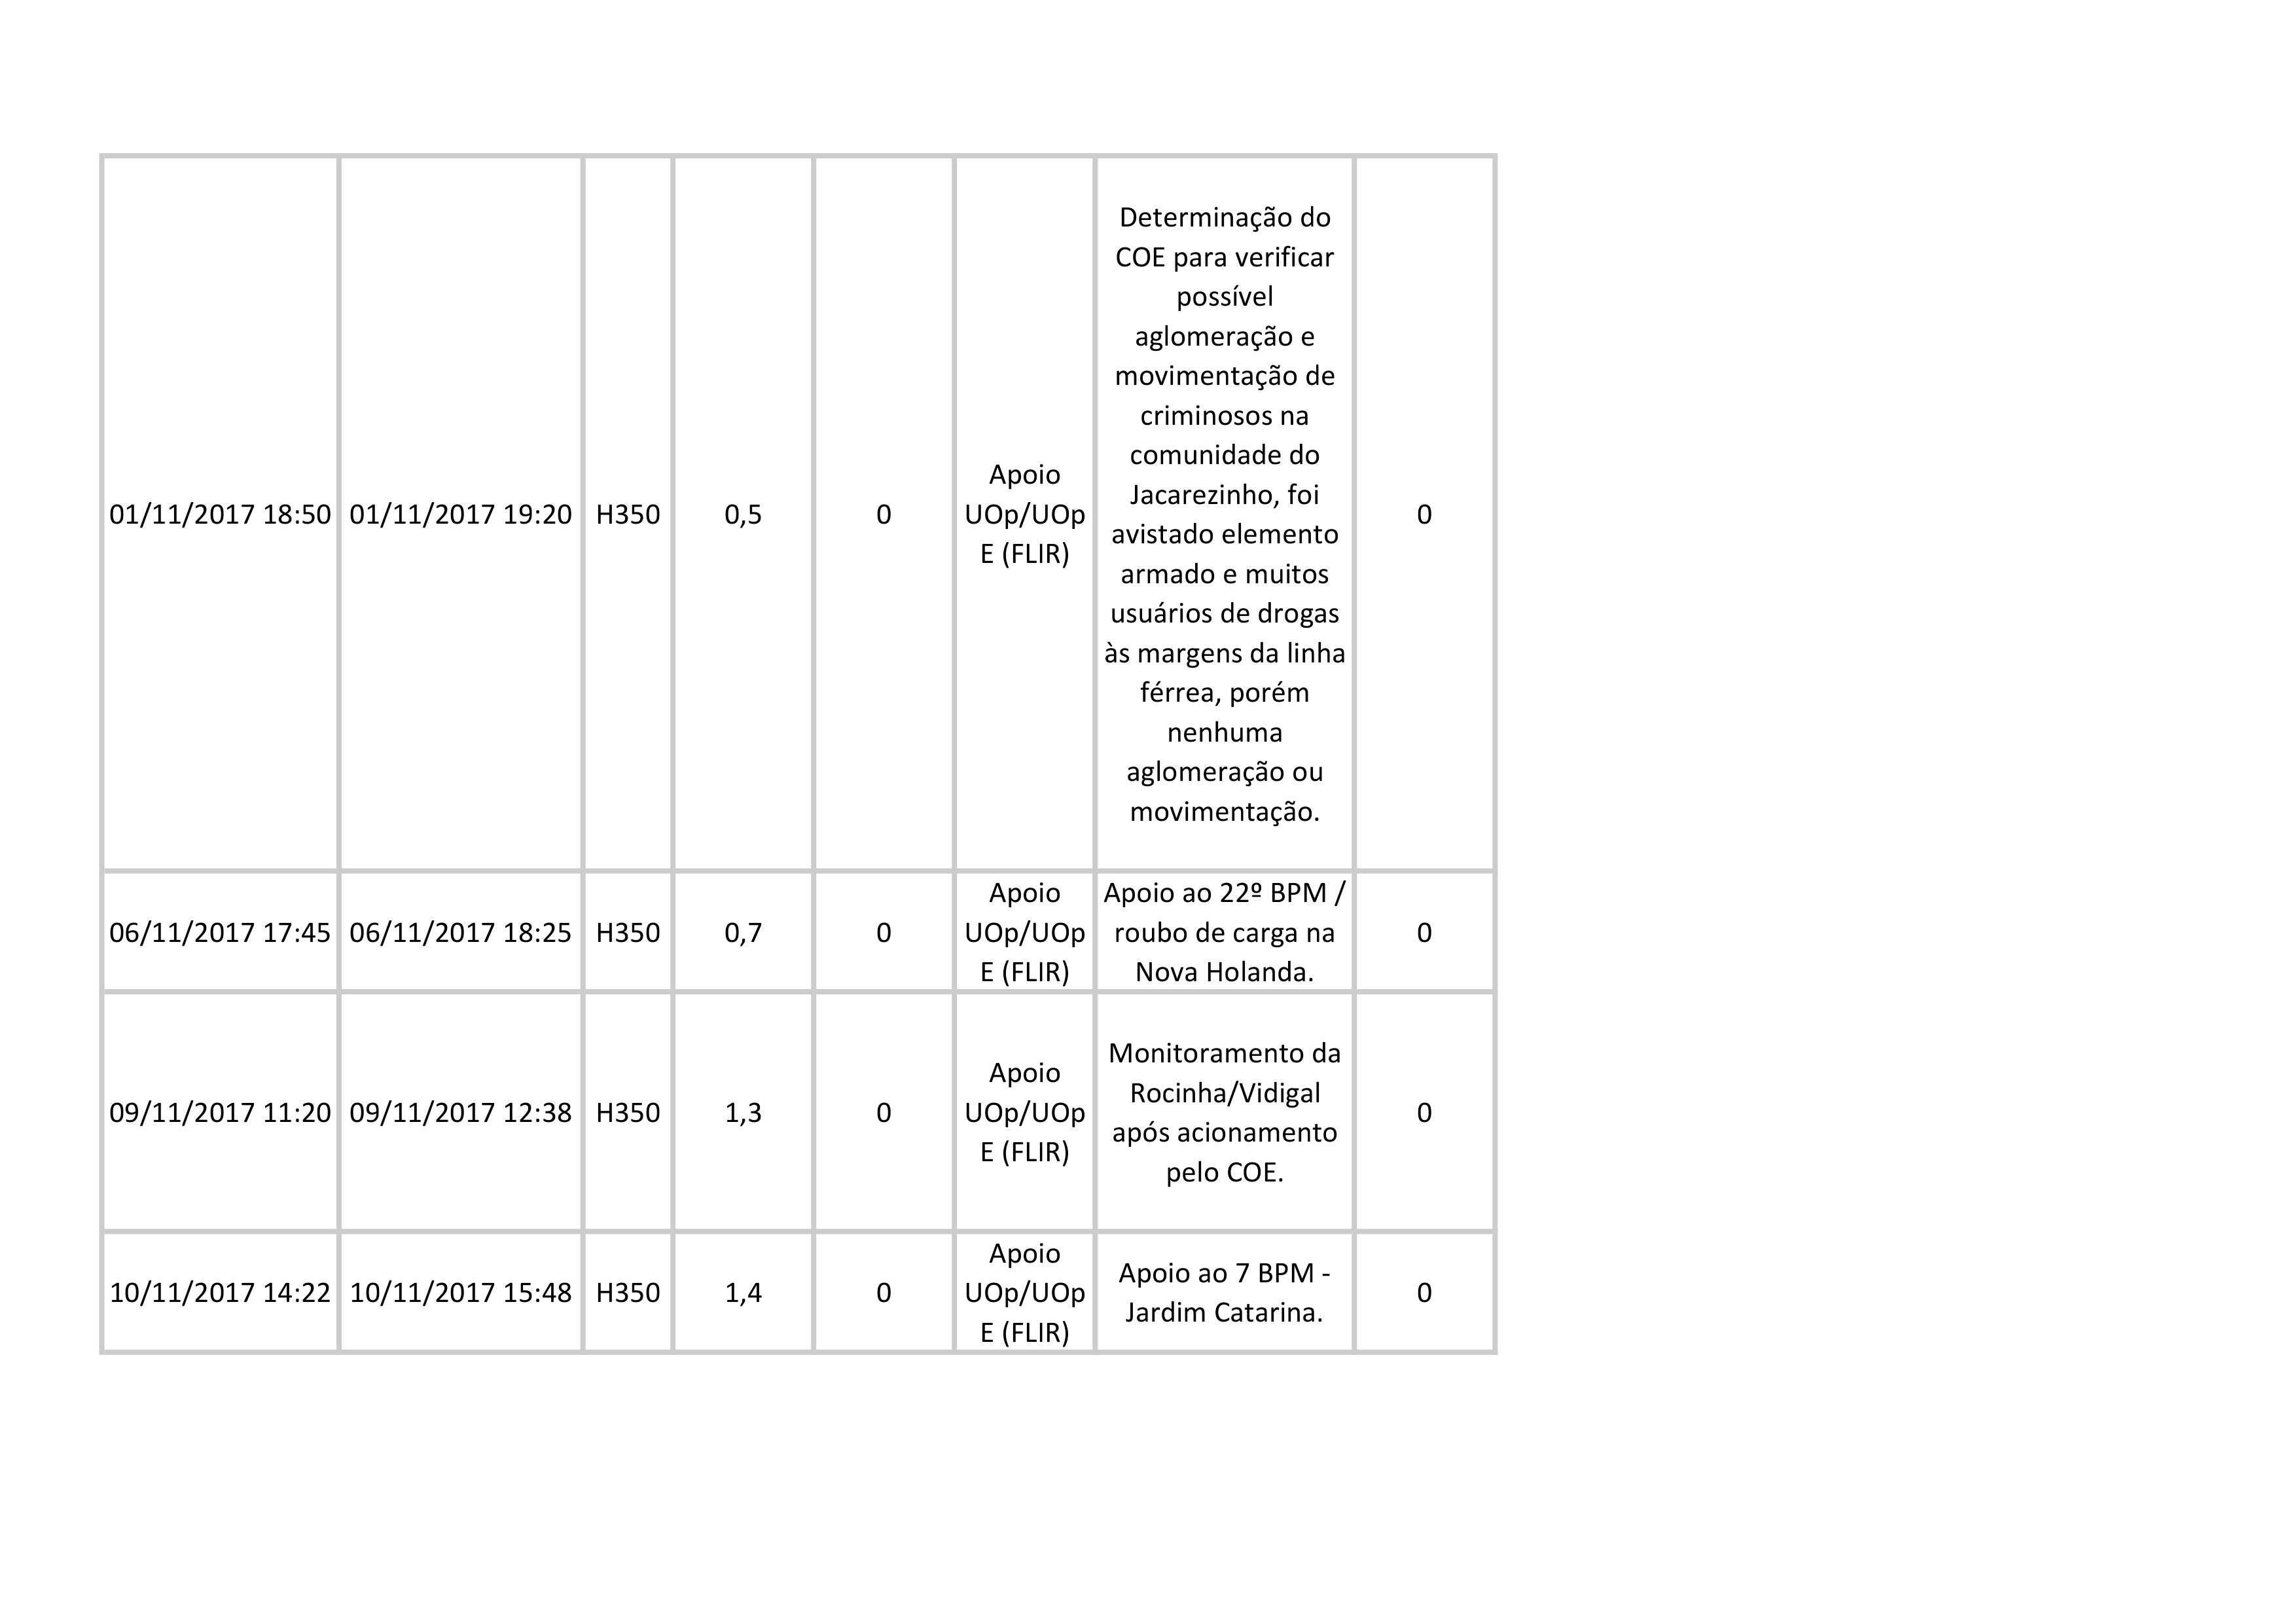 01/11/2017 18:50 01/11/2017 19:20 H350 0,5 0 Apoio
UOp/UOp
E (FLIR) Determinação do
COE para verificar
possível
aglomeração e
movimentação de
criminosos na
comunidade do
Jacarezinho, foi
avistado elemento
armado e muitos
usuários de drogas
às margens da linha
férrea, porém
nenhuma
aglomeração ou
movimentação. 0
06/11/2017 17:45 06/11/2017 18:25 H350 0,7 0 Apoio
UOp/UOp
E (FLIR) Apoio ao 22º BPM /
roubo de carga na
Nova Holanda. 0
09/11/2017 11:20 09/11/2017 12:38 H350 1,3 0 Apoio
UOp/UOp
E (FLIR) Monitoramento da
Rocinha/Vidigal
após acionamento
pelo COE. 0
10/11/2017 14:22 10/11/2017 15:48 H350 1,4 0 Apoio
UOp/UOp
E (FLIR) Apoio ao 7 BPM -
Jardim Catarina. 0